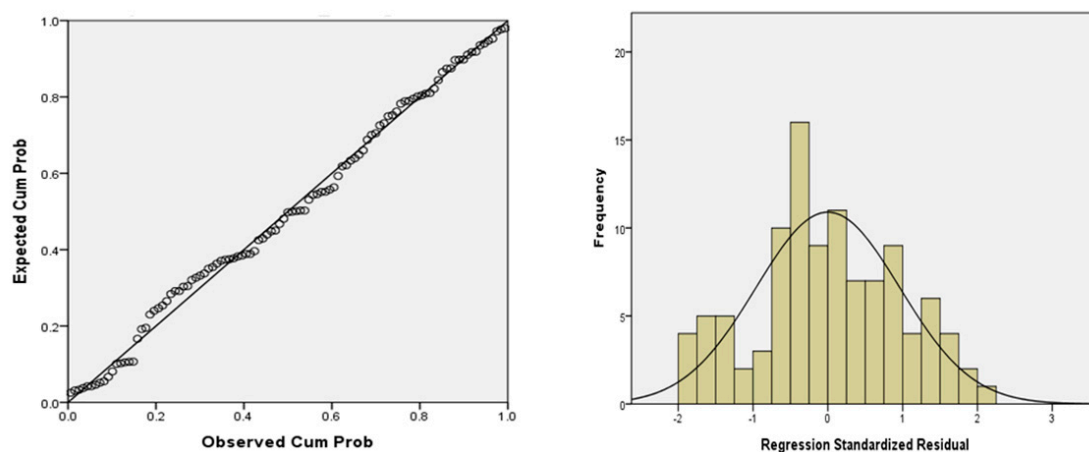 1.0
0.8
0.6
0.4
0.2
0.0
Expected Cum Prob
0.0 0.2 0.4 0.6 0.8 1.0
Observed Cum Prob
20
15
10
5
0
Frequency
-2 -1 0 1 2 3
Regression Standardized Residual